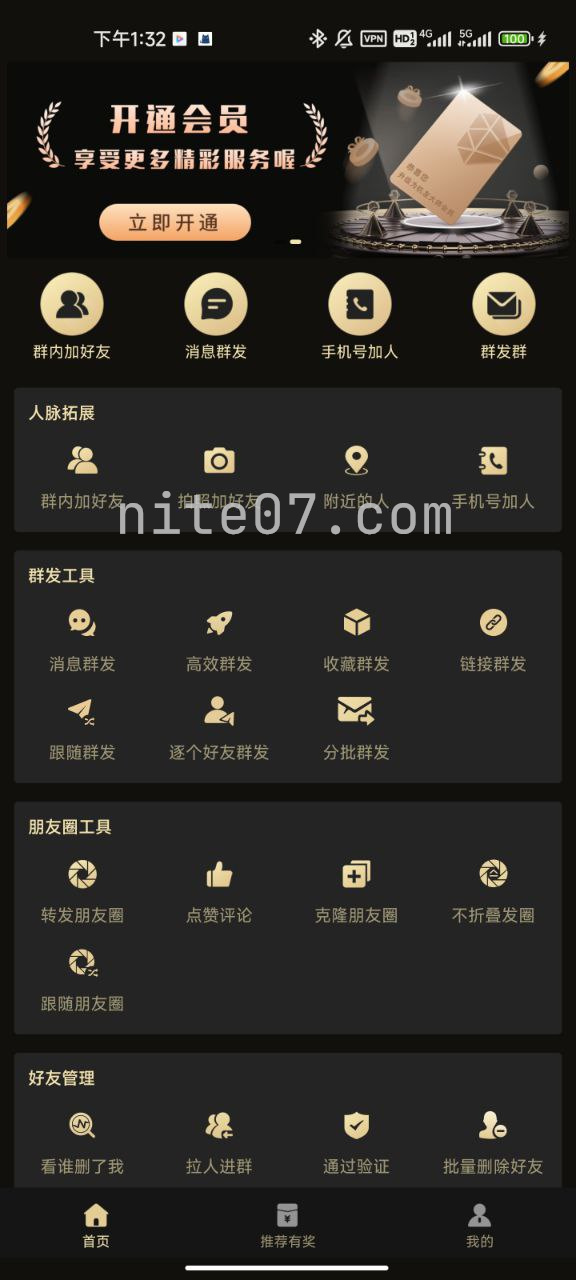 下午1:32 VPN HD2 4G 5G 100
开通会员
享受更多精彩服务喔
恭喜您
立即开通
群内加好友 消息群发 手机号加人 群发群
人脉拓展
群内加好友 拍照加好友 附近的人 手机号加人
nite07.com
群发工具
消息群发 高效群发 收藏群发 链接群发
跟随群发 逐个好友群发 分批群发
朋友圈工具
转发朋友圈 点赞评论 克隆朋友圈 不折叠发圈
跟随朋友圈
好友管理
看谁删了我 拉人进群 通过验证 批量删除好友
首页 推荐有奖 我的